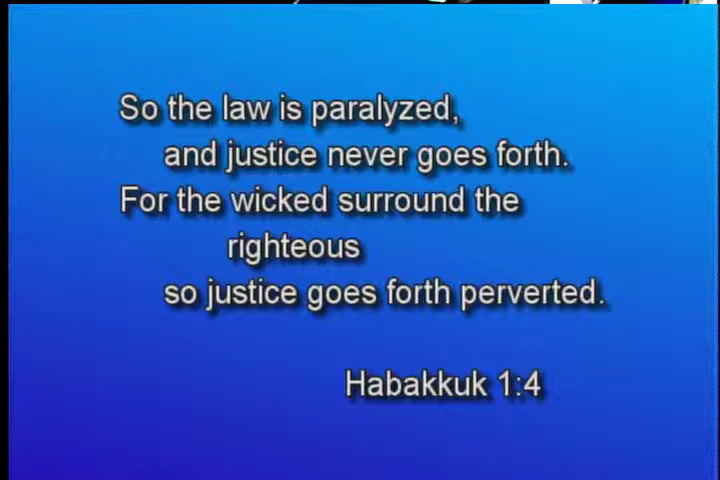 So the law is paralyzed,
and justice never goes forth.
For the wicked surround the
righteous
so justice goes forth perverted.
Habakkuk 1:4